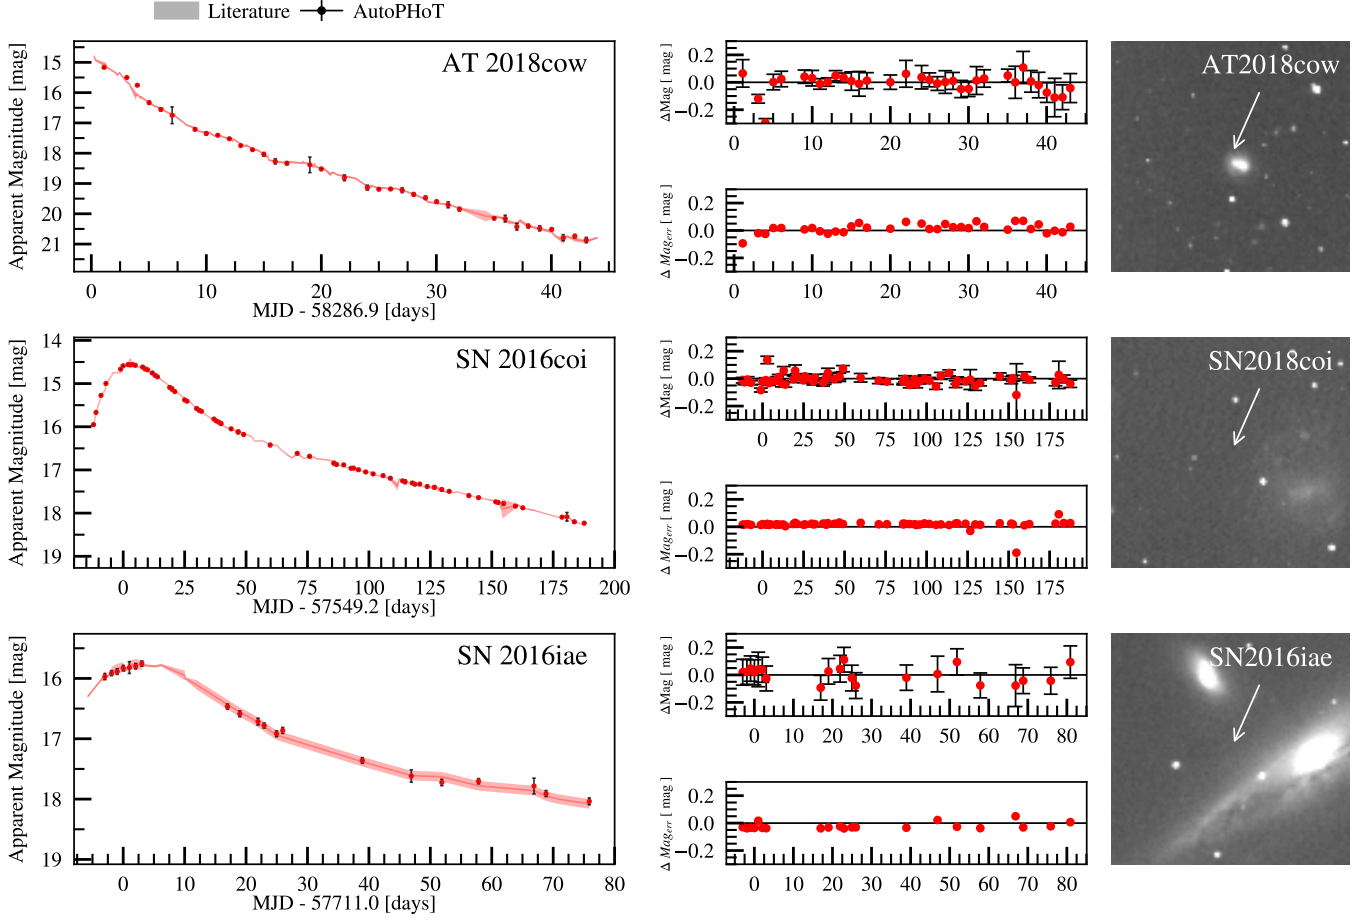 Literature AutoPHoT
Apparent Magnitude [mag]
15
16
17
18
19
20
21
AT 2018cow
0 10 20 30 40
MJD - 58286.9 [days]
ΔMag [ mag]
0.2
0.0
−0.2
0 10 20 30 40
Δ Mag_err [ mag]
0.2
0.0
−0.2
0 10 20 30 40
AT2018cow
Apparent Magnitude [mag]
14
15
16
17
18
19
SN 2016coi
0 25 50 75 100 125 150 175 200
MJD - 57549.2 [days]
ΔMag [ mag]
0.2
0.0
−0.2
0 25 50 75 100 125 150 175
Δ Mag_err [ mag]
0.2
0.0
−0.2
0 25 50 75 100 125 150 175
SN2018coi
Apparent Magnitude [mag]
16
17
18
19
SN 2016iae
0 10 20 30 40 50 60 70 80
MJD - 57711.0 [days]
ΔMag [ mag]
0.2
0.0
−0.2
0 10 20 30 40 50 60 70 80
Δ Mag_err [ mag]
0.2
0.0
−0.2
0 10 20 30 40 50 60 70 80
SN2016iae